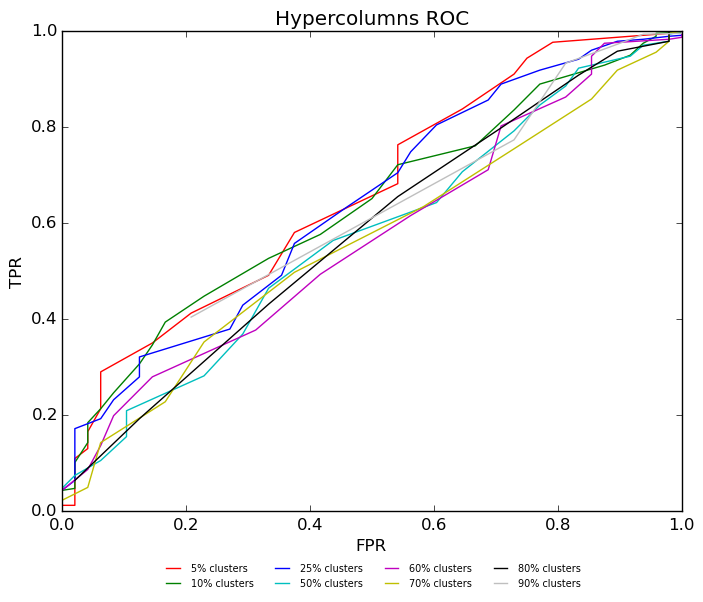 Hypercolumns ROC
1.0
0.8
0.6
0.4
0.2
0.0
TPR
0.0 0.2 0.4 0.6 0.8 1.0
FPR
5% clusters 25% clusters 60% clusters 80% clusters
10% clusters 50% clusters 70% clusters 90% clusters